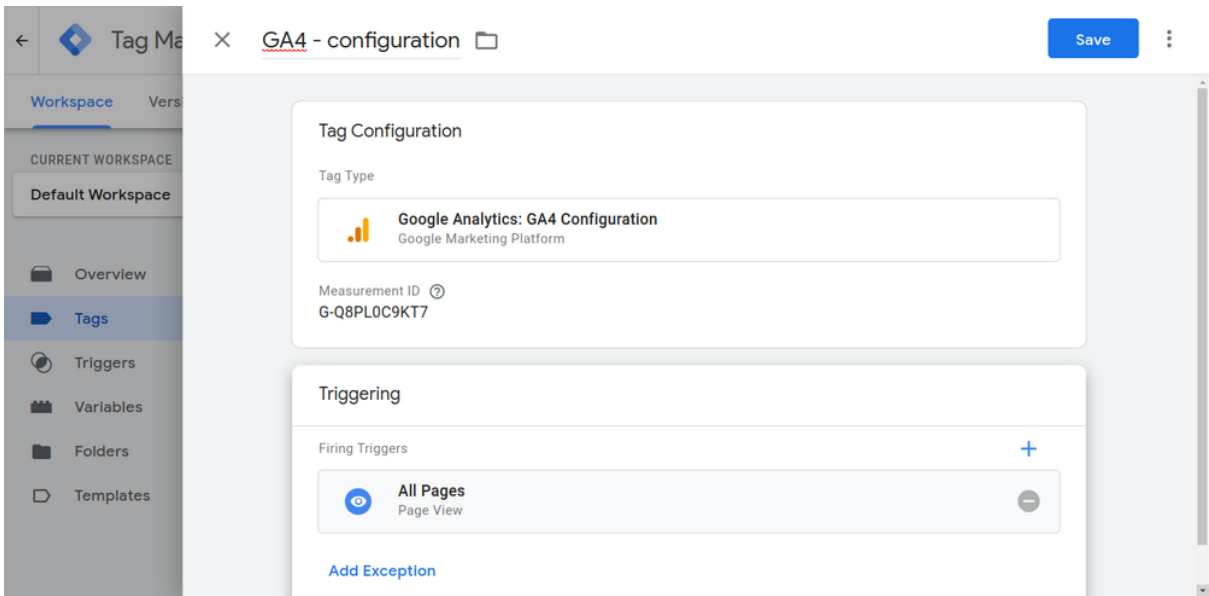 Tag Ma
GA4 - configuration
Save
Workspace Vers
CURRENT WORKSPACE
Default Workspace
Overview
Tags
Triggers
Variables
Folders
Templates
Tag Configuration
Tag Type
Google Analytics: GA4 Configuration
Google Marketing Platform
Measurement ID ?
G-Q8PL0C9KT7
Triggering
Firing Triggers
All Pages
Page View
Add Exception